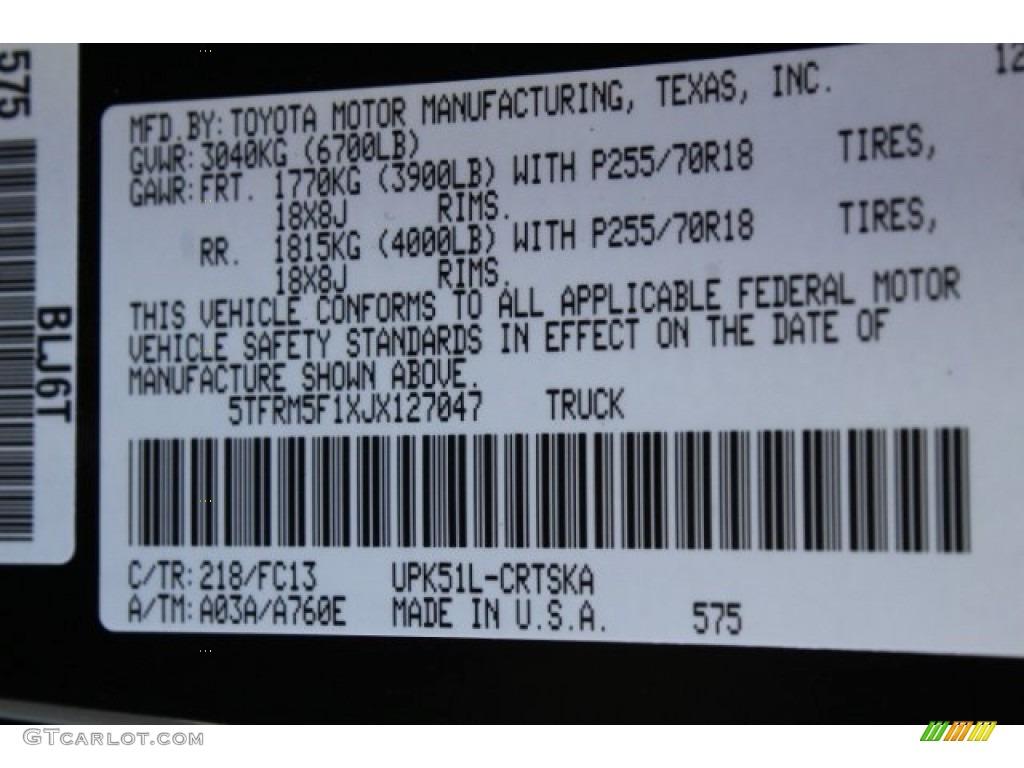 575
BLJ6T
12
MFD.BY:TOYOTA MOTOR MANUFACTURING, TEXAS, INC.
GVWR:3040KG (6700LB)
GAWR:FRT. 1770KG (3900LB) WITH P255/70R18 TIRES,
18X8J RIMS.
RR. 1815KG (4000LB) WITH P255/70R18 TIRES,
18X8J RIMS.
THIS VEHICLE CONFORMS TO ALL APPLICABLE FEDERAL MOTOR
VEHICLE SAFETY STANDARDS IN EFFECT ON THE DATE OF
MANUFACTURE SHOWN ABOVE.
5TFRM5F1XJX127047 TRUCK
C/TR:218/FC13 UPK51L-CRTSKA
A/TM:A03A/A760E MADE IN U.S.A. 575
GTcarlot.com